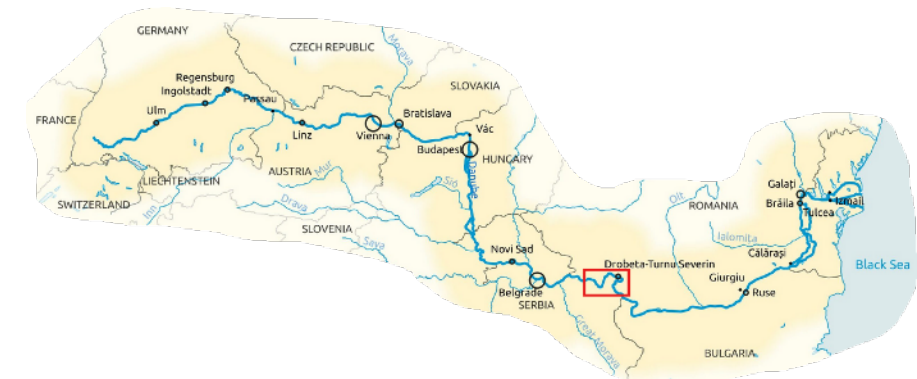 GERMANY
CZECH REPUBLIC
Morava
SLOVAKIA
Regensburg
Ingolstadt
Passau
Ulm
Bratislava
FRANCE
Linz
Vienna
Vác
Budapest
HUNGARY
Danube
AUSTRIA
Mur
LIECHTENSTEIN
Sió
SWITZERLAND
Inn
Drava
SLOVENIA
Sava
Galați
Brăila
Izmail
Tulcea
Olt
ROMANIA
Ialomița
Novi Sad
Călărași
Drobeta-Turnu Severin
Black Sea
Giurgiu
Ruse
Belgrade
SERBIA
Great Morava
BULGARIA